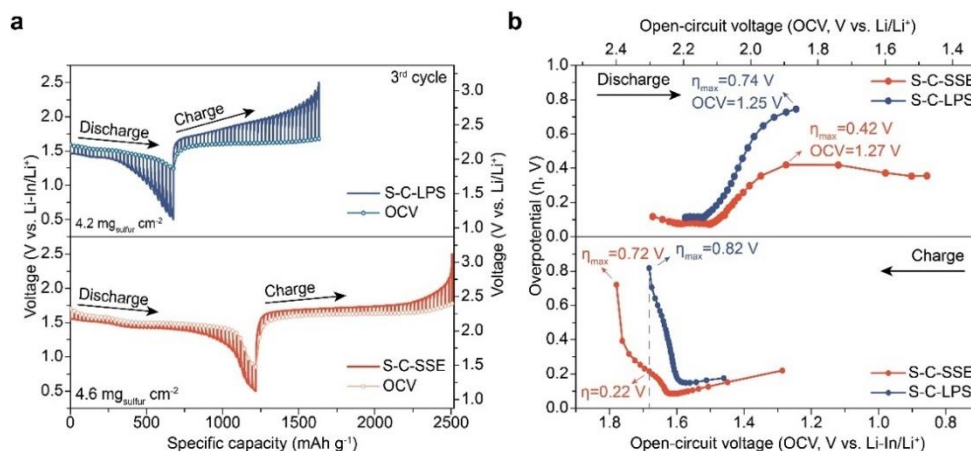 a
3rd cycle
Discharge
Charge
S-C-LPS
OCV
4.2 mgsulfur cm-2
Discharge
Charge
S-C-SSE
OCV
4.6 mgsulfur cm-2
2.5
2.0
1.5
1.0
0.5
2.5
2.0
1.5
1.0
0.5
Voltage (V vs. Li-In/Li+)
3.0
2.5
2.0
1.5
1.0
3.0
2.5
2.0
1.5
1.0
Voltage (V vs. Li/Li+)
0 500 1000 1500 2000 2500
Specific capacity (mAh g-1)
b
Open-circuit voltage (OCV, V vs. Li/Li+)
2.4 2.2 2.0 1.8 1.6
Discharge
ηmax=0.74 V
OCV=1.25 V
S-C-SSE
S-C-LPS
ηmax=0.42 V
OCV=1.27 V
1.0
0.8
0.6
0.4
0.2
0.0
0.8
0.6
0.4
0.2
0.0
Overpotential (η, V)
ηmax=0.72 V
ηmax=0.82 V
Charge
η=0.22 V
S-C-SSE
S-C-LPS
1.8 1.6 1.4 1.2 1.0 0.8
Open-circuit voltage (OCV, V vs. Li-In/Li+)